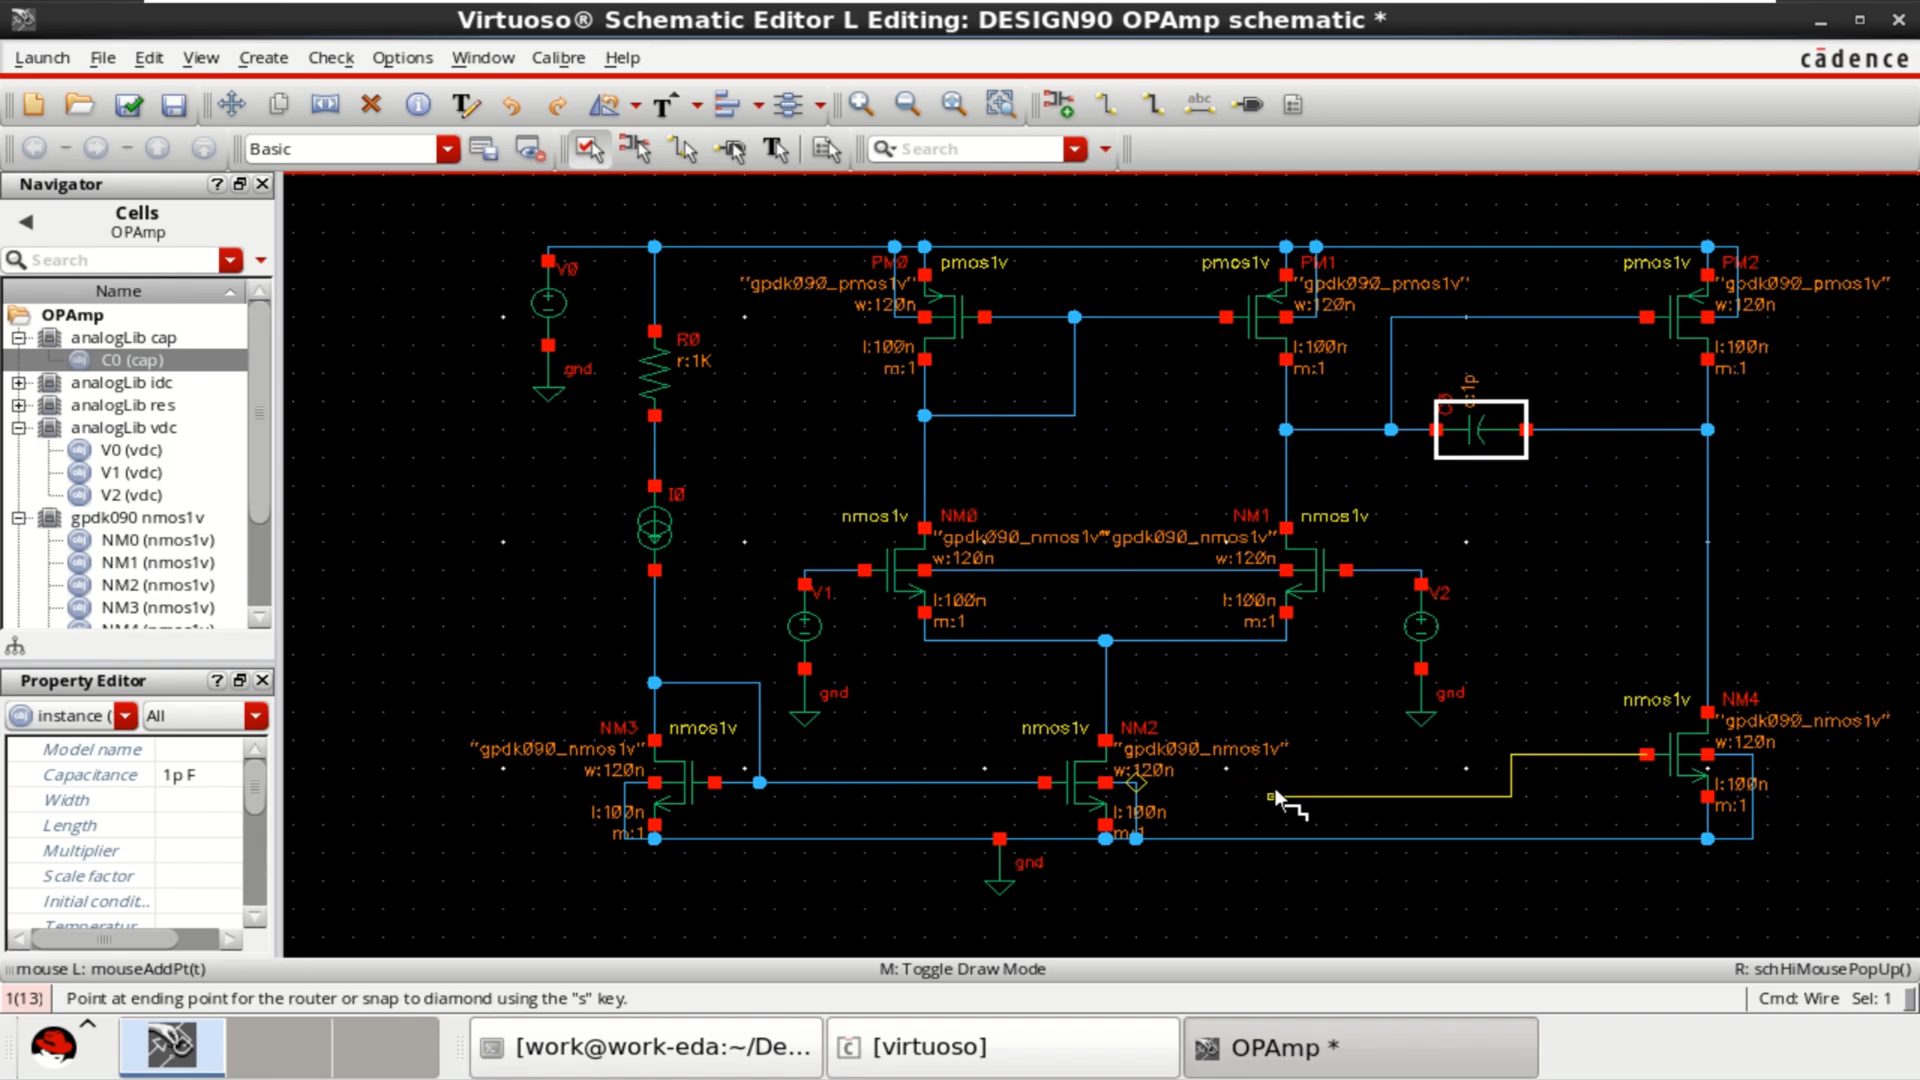 Virtuoso® Schematic Editor L Editing: DESIGN90 OPAmp schematic *
Launch File Edit View Create Check Options Window Calibre Help
cādence
abc
Basic
Search
Navigator
Cells
OPAmp
Search
Name
OPAmp
analogLib cap
C0 (cap)
analogLib idc
analogLib res
analogLib vdc
V0 (vdc)
V1 (vdc)
V2 (vdc)
gpdk090 nmos1v
NM0 (nmos1v)
NM1 (nmos1v)
NM2 (nmos1v)
NM3 (nmos1v)
Property Editor
instance (
All
Model name
Capacitance 1p F
Width
Length
Multiplier
Scale factor
Initial condit...
V0
gnd
R0
r:1K
I0
PM0
pmos1v
"gpdk090_pmos1v"
w:120n
l:100n
m:1
pmos1v
PM1
"gpdk090_pmos1v"
w:120n
l:100n
m:1
pmos1v
PM2
"gpdk090_pmos1v"
w:120n
l:100n
m:1
C0
c:1p
nmos1v
NM0
"gpdk090_nmos1v"
w:120n
l:100n
m:1
NM1
nmos1v
"gpdk090_nmos1v"
w:120n
l:100n
m:1
V1
gnd
V2
gnd
NM3
nmos1v
"gpdk090_nmos1v"
w:120n
l:100n
m:1
nmos1v
NM2
"gpdk090_nmos1v"
w:120n
l:100n
m:1
gnd
nmos1v
NM4
"gpdk090_nmos1v"
w:120n
l:100n
m:1
mouse L: mouseAddPt(t)
M: Toggle Draw Mode
R: schHiMousePopUp()
1(13)
Point at ending point for the router or snap to diamond using the "s" key.
Cmd: Wire Sel: 1
[work@work-eda:~/De...
[virtuoso]
OPAmp *